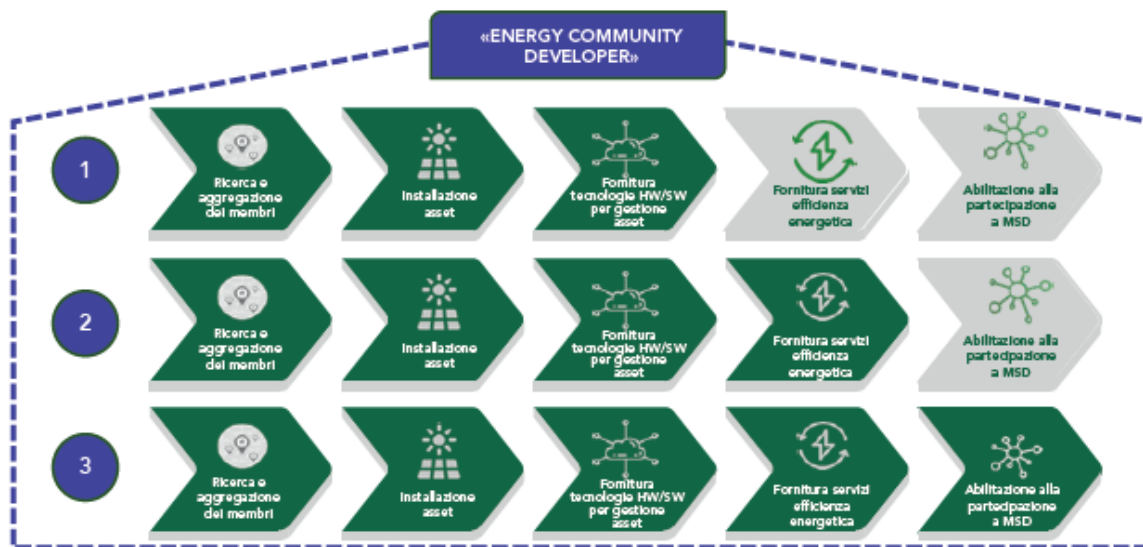 «ENERGY COMMUNITY
DEVELOPER»
1
Ricerca e
aggregazione
dei membri
Installazione
asset
Fornitura
tecnologie HW/SW
per gestione
asset
Fornitura servizi
efficienza
energetica
Abilitazione alla
partecipazione
a MSD
2
Ricerca e
aggregazione
dei membri
Installazione
asset
Fornitura
tecnologie HW/SW
per gestione
asset
Fornitura servizi
efficienza
energetica
Abilitazione alla
partecipazione
a MSD
3
Ricerca e
aggregazione
dei membri
Installazione
asset
Fornitura
tecnologie HW/SW
per gestione
asset
Fornitura servizi
efficienza
energetica
Abilitazione alla
partecipazione
a MSD